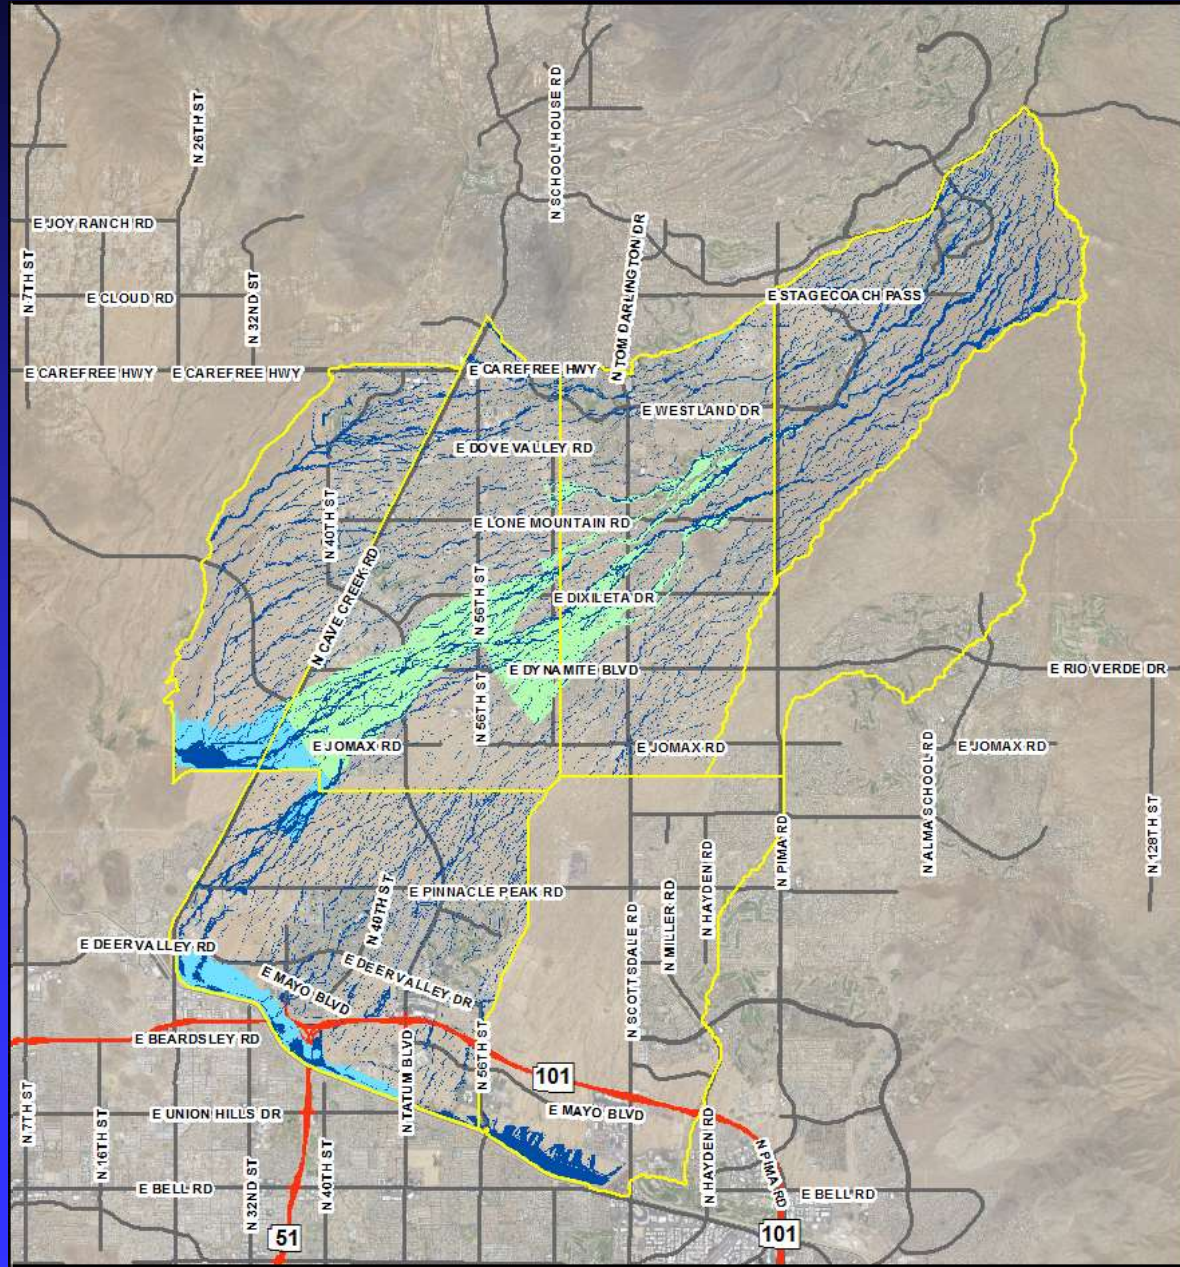 N SCHOOL HOUSE RD
N 26TH ST
E JOY RANCH RD
N TOM DARLINGTON DR
N 7TH ST
N 32ND ST
E CLOUD RD
E STAGECOACH PASS
E CAREFREE HWY
E CAREFREE HWY
E CAREFREE HWY
E WESTLAND DR
E DOVE VALLEY RD
N 40TH ST
E LONE MOUNTAIN RD
N CAVE CREEK RD
N 56TH ST
E DIXILETA DR
E DYNAMITE BLVD
E RIO VERDE DR
N 56TH ST
E JOMAX RD
E JOMAX RD
E JOMAX RD
N ALMA SCHOOL RD
N 128TH ST
N PIMA RD
N HAYDEN RD
E PINNACLE PEAK RD
N 40TH ST
N MILLER RD
N SCOTTSDALE RD
E DEER VALLEY RD
E MAYO BLVD
E DEER VALLEY DR
E BEARDSLEY RD
N 56TH ST
N TATUM BLVD
101
N 7TH ST
E UNION HILLS DR
E MAYO BLVD
N 16TH ST
N HAYDEN RD
N PIMA RD
N 40TH ST
N 32ND ST
E BELL RD
E BELL RD
51
101